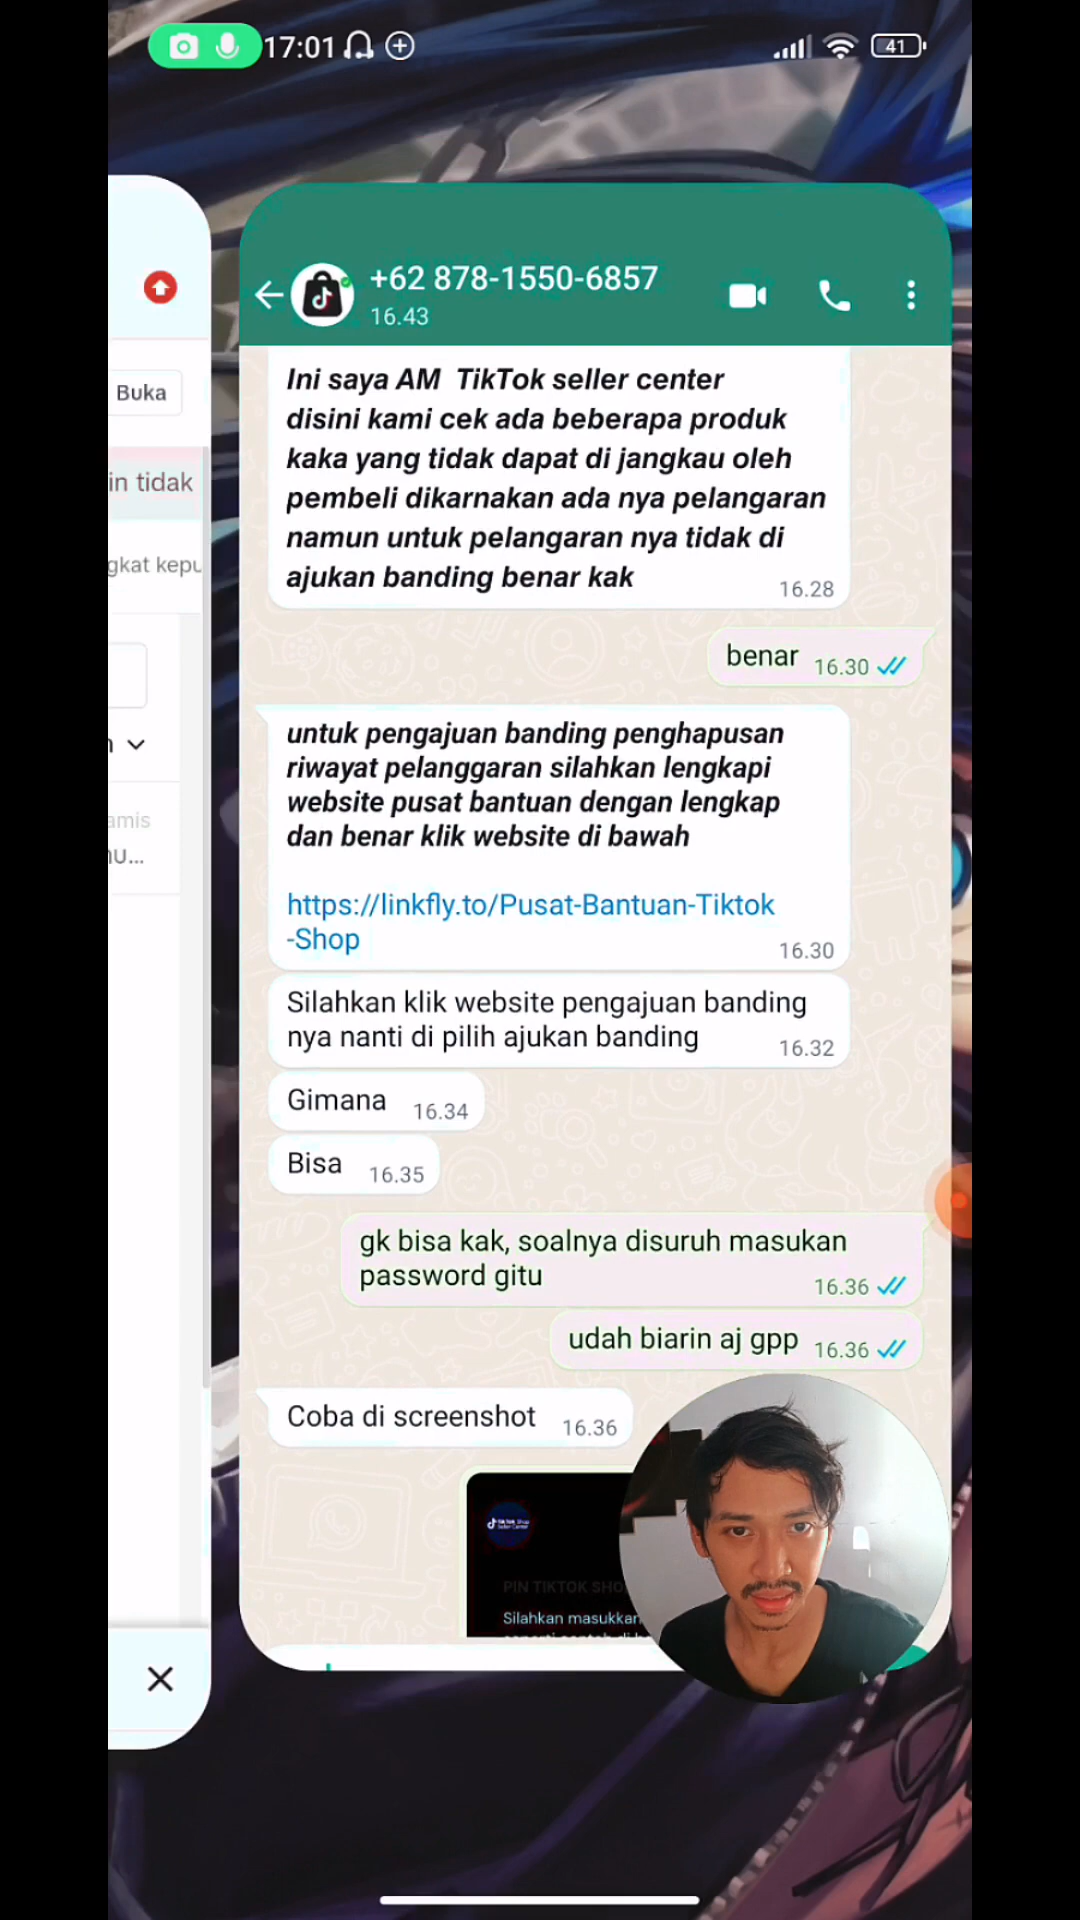 17:01
41
+62 878-1550-6857
16.43
Buka
in tidak
gkat kepu
amis
Ini saya AM  TikTok seller center
disini kami cek ada beberapa produk
kaka yang tidak dapat di jangkau oleh
pembeli dikarnakan ada nya pelangaran
namun untuk pelangaran nya tidak di
ajukan banding benar kak
16.28
benar
16.30
untuk pengajuan banding penghapusan
riwayat pelanggaran silahkan lengkapi
website pusat bantuan dengan lengkap
dan benar klik website di bawah
https://linkfly.to/Pusat-Bantuan-Tiktok
-Shop
16.30
Silahkan klik website pengajuan banding
nya nanti di pilih ajukan banding
16.32
Gimana
16.34
Bisa
16.35
gk bisa kak, soalnya disuruh masukan
password gitu
16.36
udah biarin aj gpp
16.36
Coba di screenshot
16.36
PIN TIKTOK SHO
Silahkan masukkan